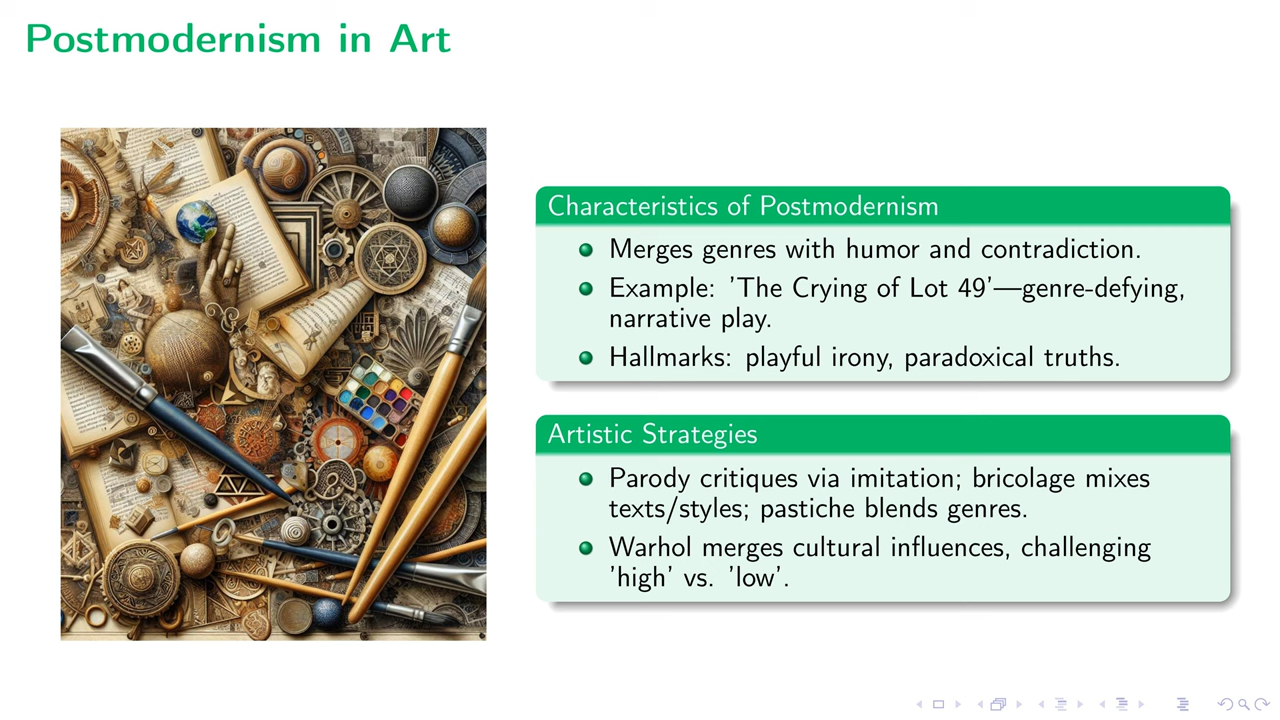 Postmodernism in Art
Characteristics of Postmodernism
Merges genres with humor and contradiction.
Example: ’The Crying of Lot 49’—genre-defying,
narrative play.
Hallmarks: playful irony, paradoxical truths.
Artistic Strategies
Parody critiques via imitation; bricolage mixes
texts/styles; pastiche blends genres.
Warhol merges cultural influences, challenging
’high’ vs. ’low’.